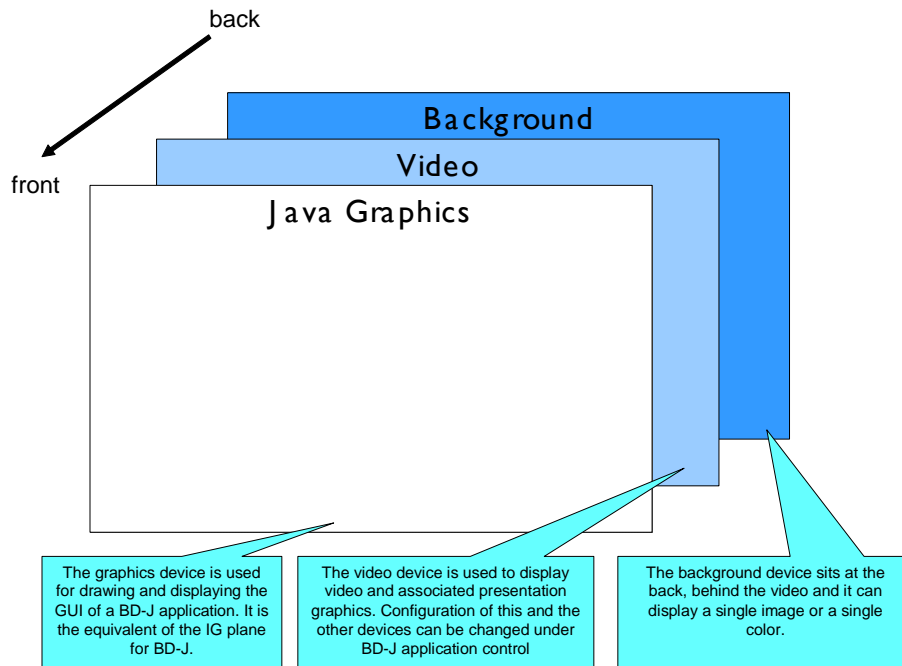 back
front
Background
Video
Java Graphics
The graphics device is used
for drawing and displaying the
GUI of a BD-J application. It is
the equivalent of the IG plane
for BD-J.
The video device is used to display
video and associated presentation
graphics. Configuration of this and the
other devices can be changed under
BD-J application control
The background device sits at the
back, behind the video and it can
display a single image or a single
color.